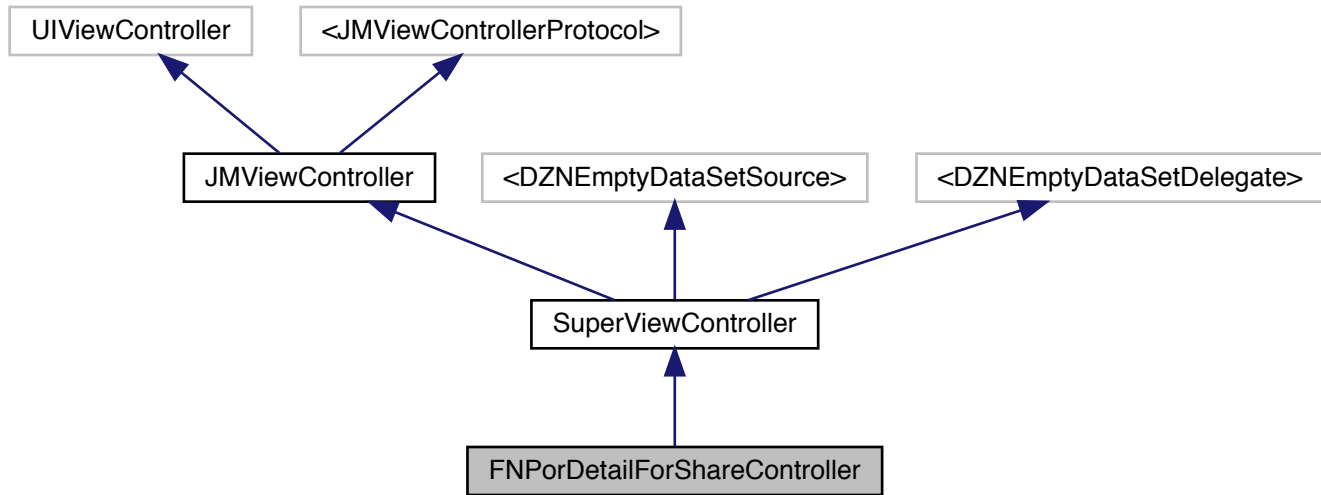 UIViewController
<JMViewControllerProtocol>
JMViewController
<DZNEmptyDataSetSource>
<DZNEmptyDataSetDelegate>
SuperViewController
FNPorDetailForShareController